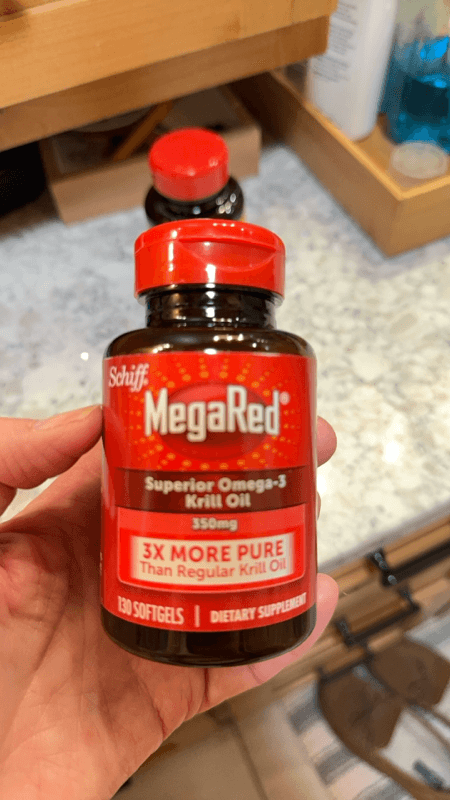 Schiff.
MegaRed®
Superior Omega-3
Krill Oil
350mg
3X MORE PURE
Than Regular Krill Oil
130 SOFTGELS | DIETARY SUPPLEMENT